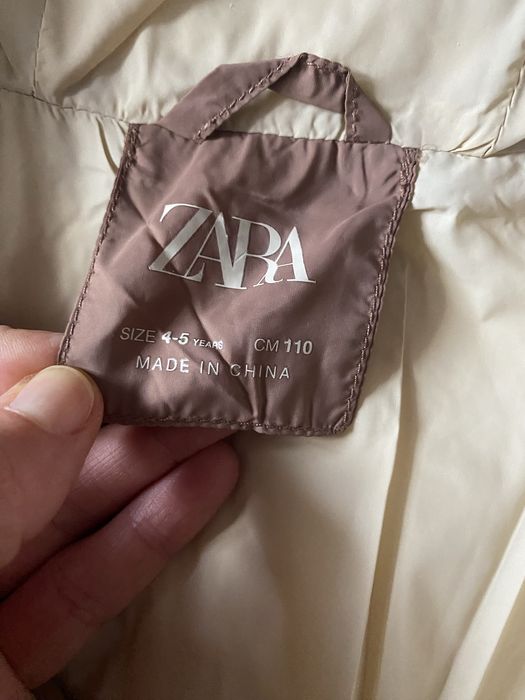 ZARA
SIZE 4-5 YEARS CM 110
MADE IN CHINA